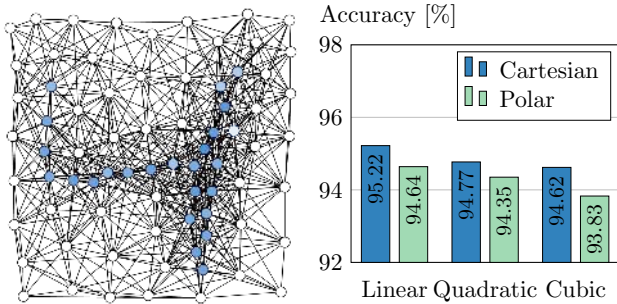 Accuracy [%]
98
96
94
92
Cartesian
Polar
95.22
94.64
94.77
94.35
94.62
93.83
Linear Quadratic Cubic